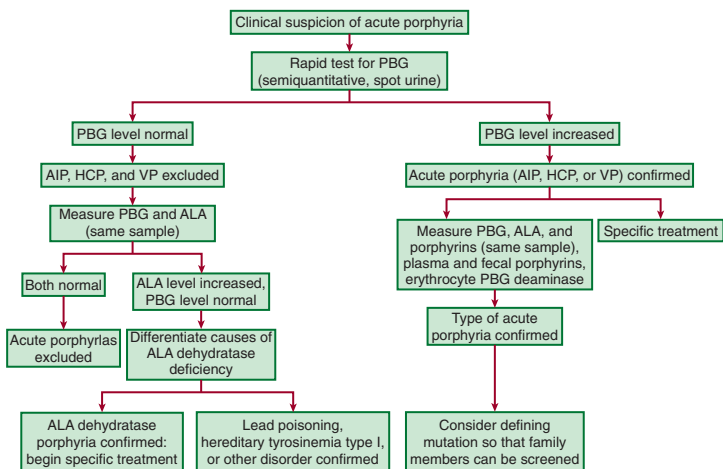 Clinical suspicion of acute porphyria
Rapid test for PBG
(semiquantitative, spot urine)
PBG level normal
PBG level increased
AIP, HCP, and VP excluded
Acute porphyria (AIP, HCP, or VP) confirmed
Measure PBG and ALA
(same sample)
Measure PBG, ALA, and
porphyrins (same sample),
plasma and fecal porphyrins,
erythrocyte PBG deaminase
Specific treatment
Both normal
ALA level increased,
PBG level normal
Acute porphyrlas
excluded
Differentiate causes of
ALA dehydratase
deficiency
Type of acute
porphyria confirmed
ALA dehydratase
porphyria confirmed:
begin specific treatment
Lead poisoning,
hereditary tyrosinemia type I,
or other disorder confirmed
Consider defining
mutation so that family
members can be screened